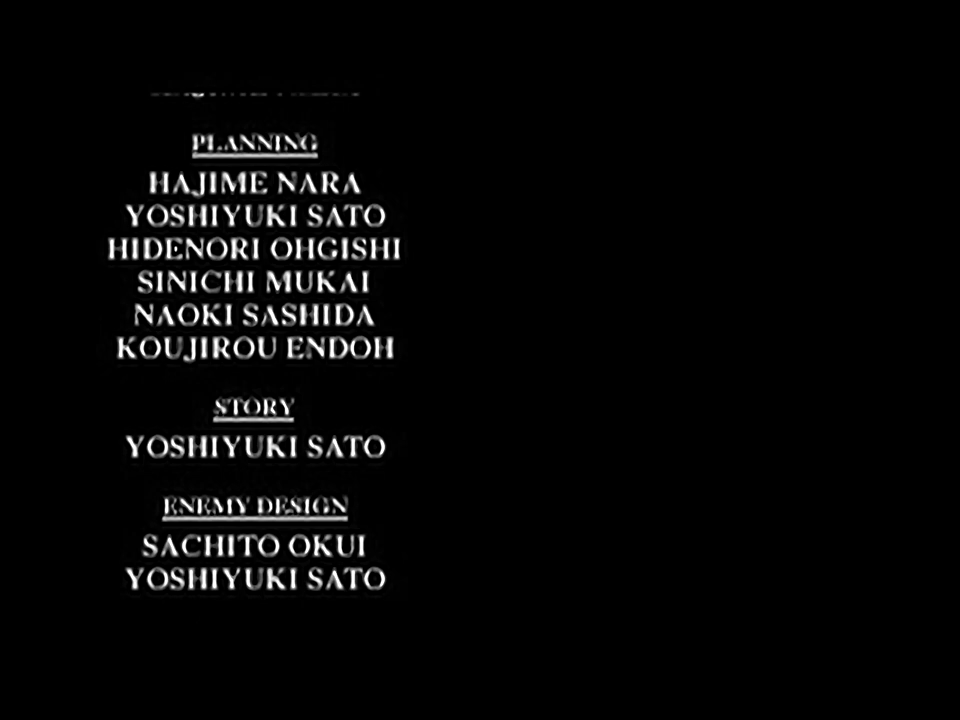 PLANNING
HAJIME NARA
YOSHIYUKI SATO
HIDENORI OHGISHI
SINICHI MUKAI
NAOKI SASHIDA
KOUJIROU ENDOH
STORY
YOSHIYUKI SATO
ENEMY DESIGN
SACHITO OKUI
YOSHIYUKI SATO